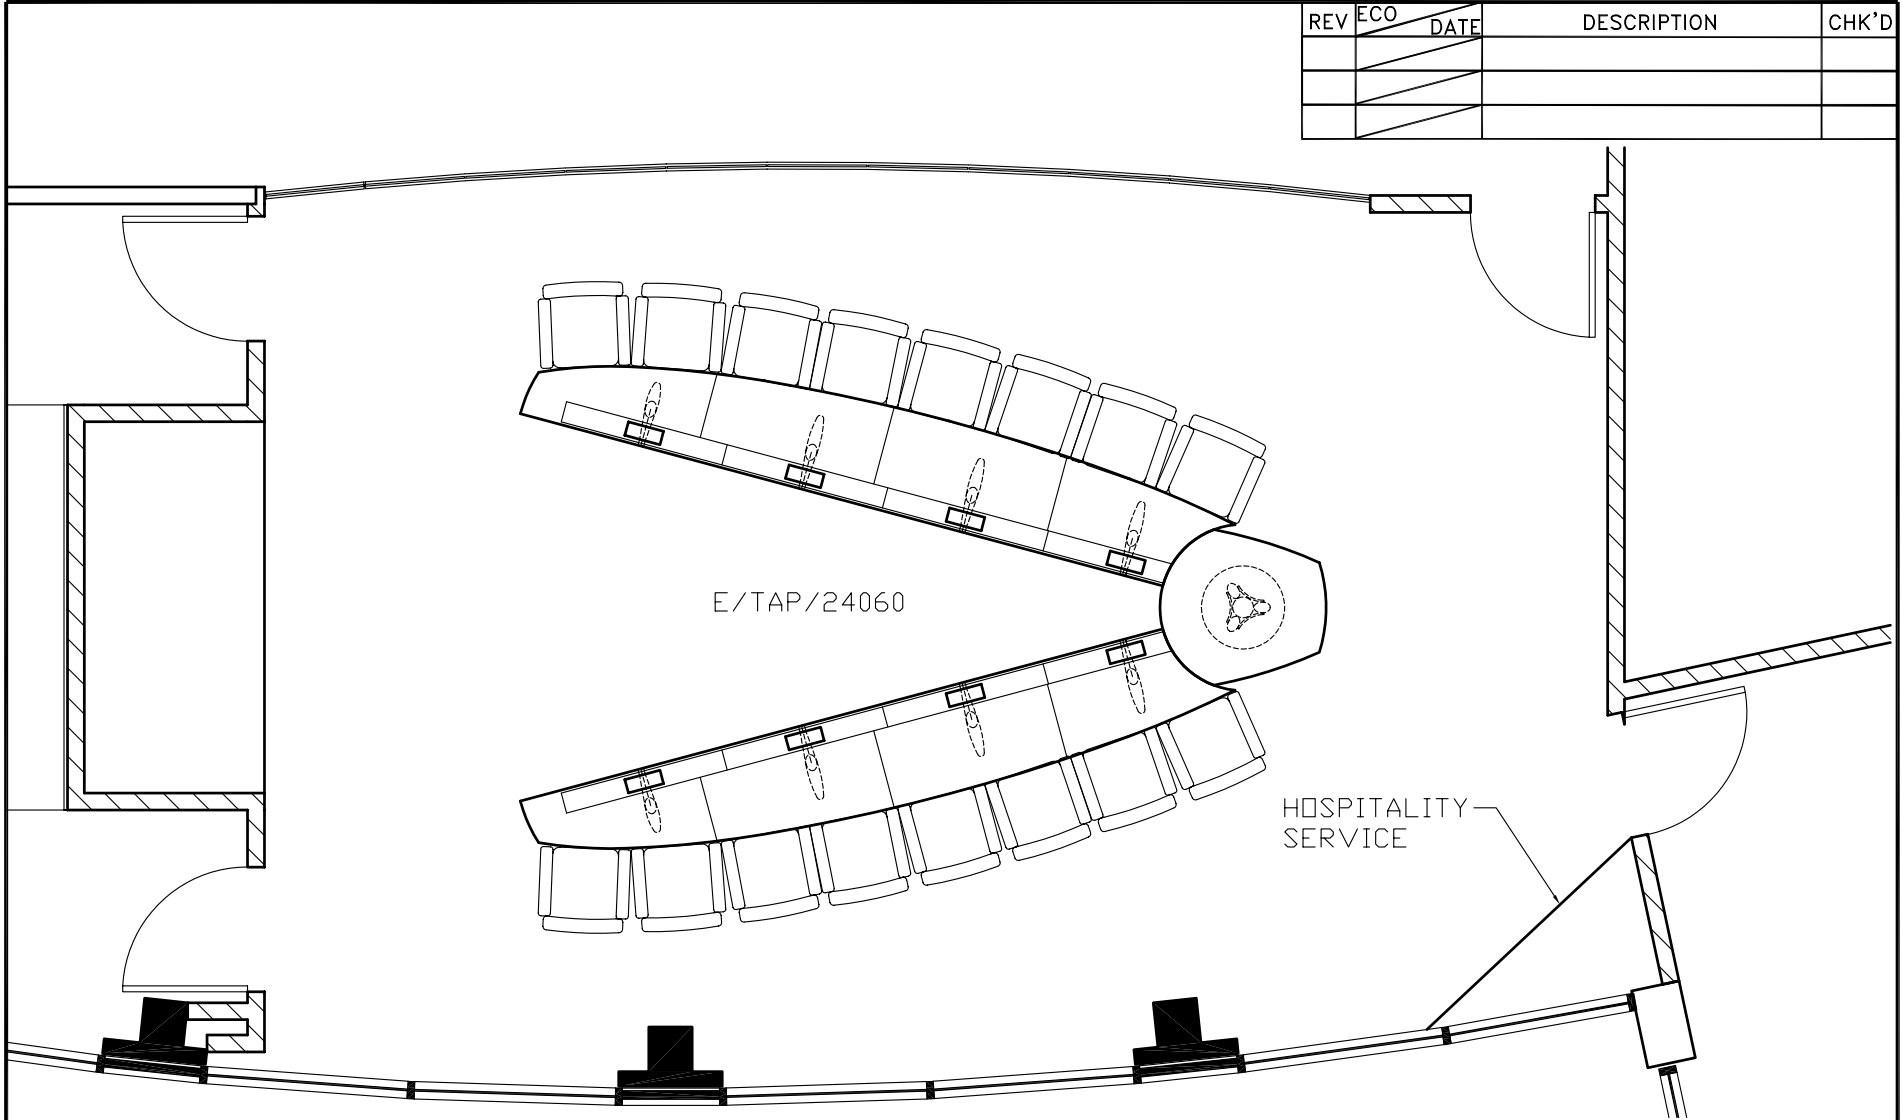 REV ECO DATE DESCRIPTION CHK'D
E/TAP/24060
HOSPITALITY
SERVICE